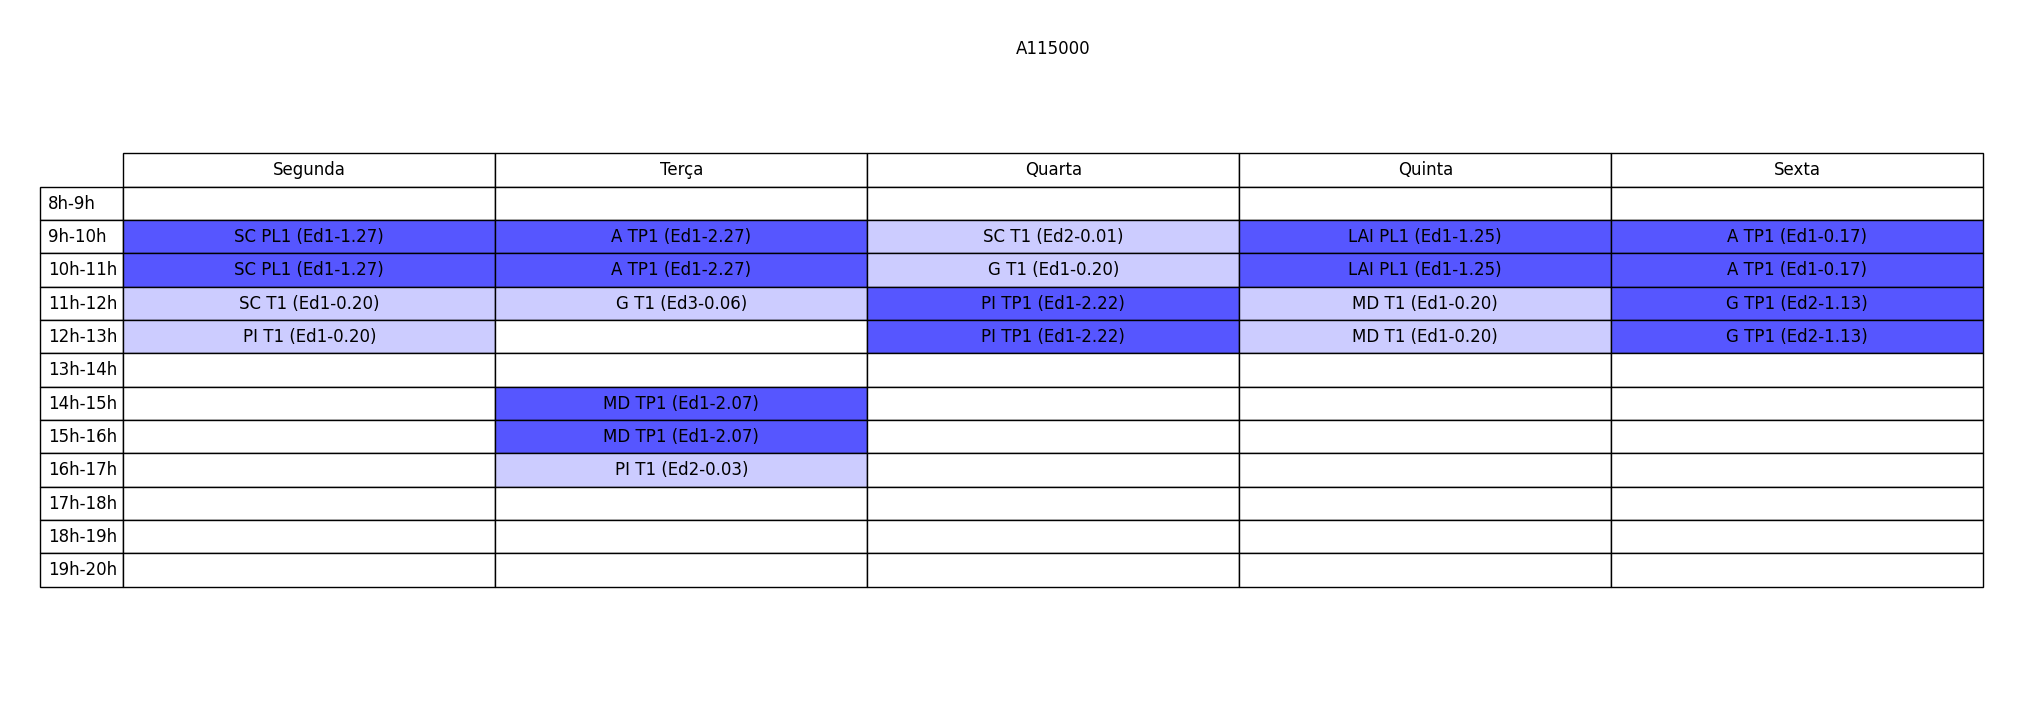 A115000
Segunda Terça Quarta Quinta Sexta
8h-9h
9h-10h SC PL1 (Ed1-1.27) A TP1 (Ed1-2.27) SC T1 (Ed2-0.01) LAI PL1 (Ed1-1.25) A TP1 (Ed1-0.17)
10h-11h SC PL1 (Ed1-1.27) A TP1 (Ed1-2.27) G T1 (Ed1-0.20) LAI PL1 (Ed1-1.25) A TP1 (Ed1-0.17)
11h-12h SC T1 (Ed1-0.20) G T1 (Ed3-0.06) PI TP1 (Ed1-2.22) MD T1 (Ed1-0.20) G TP1 (Ed2-1.13)
12h-13h PI T1 (Ed1-0.20) PI TP1 (Ed1-2.22) MD T1 (Ed1-0.20) G TP1 (Ed2-1.13)
13h-14h
14h-15h MD TP1 (Ed1-2.07)
15h-16h MD TP1 (Ed1-2.07)
16h-17h PI T1 (Ed2-0.03)
17h-18h
18h-19h
19h-20h